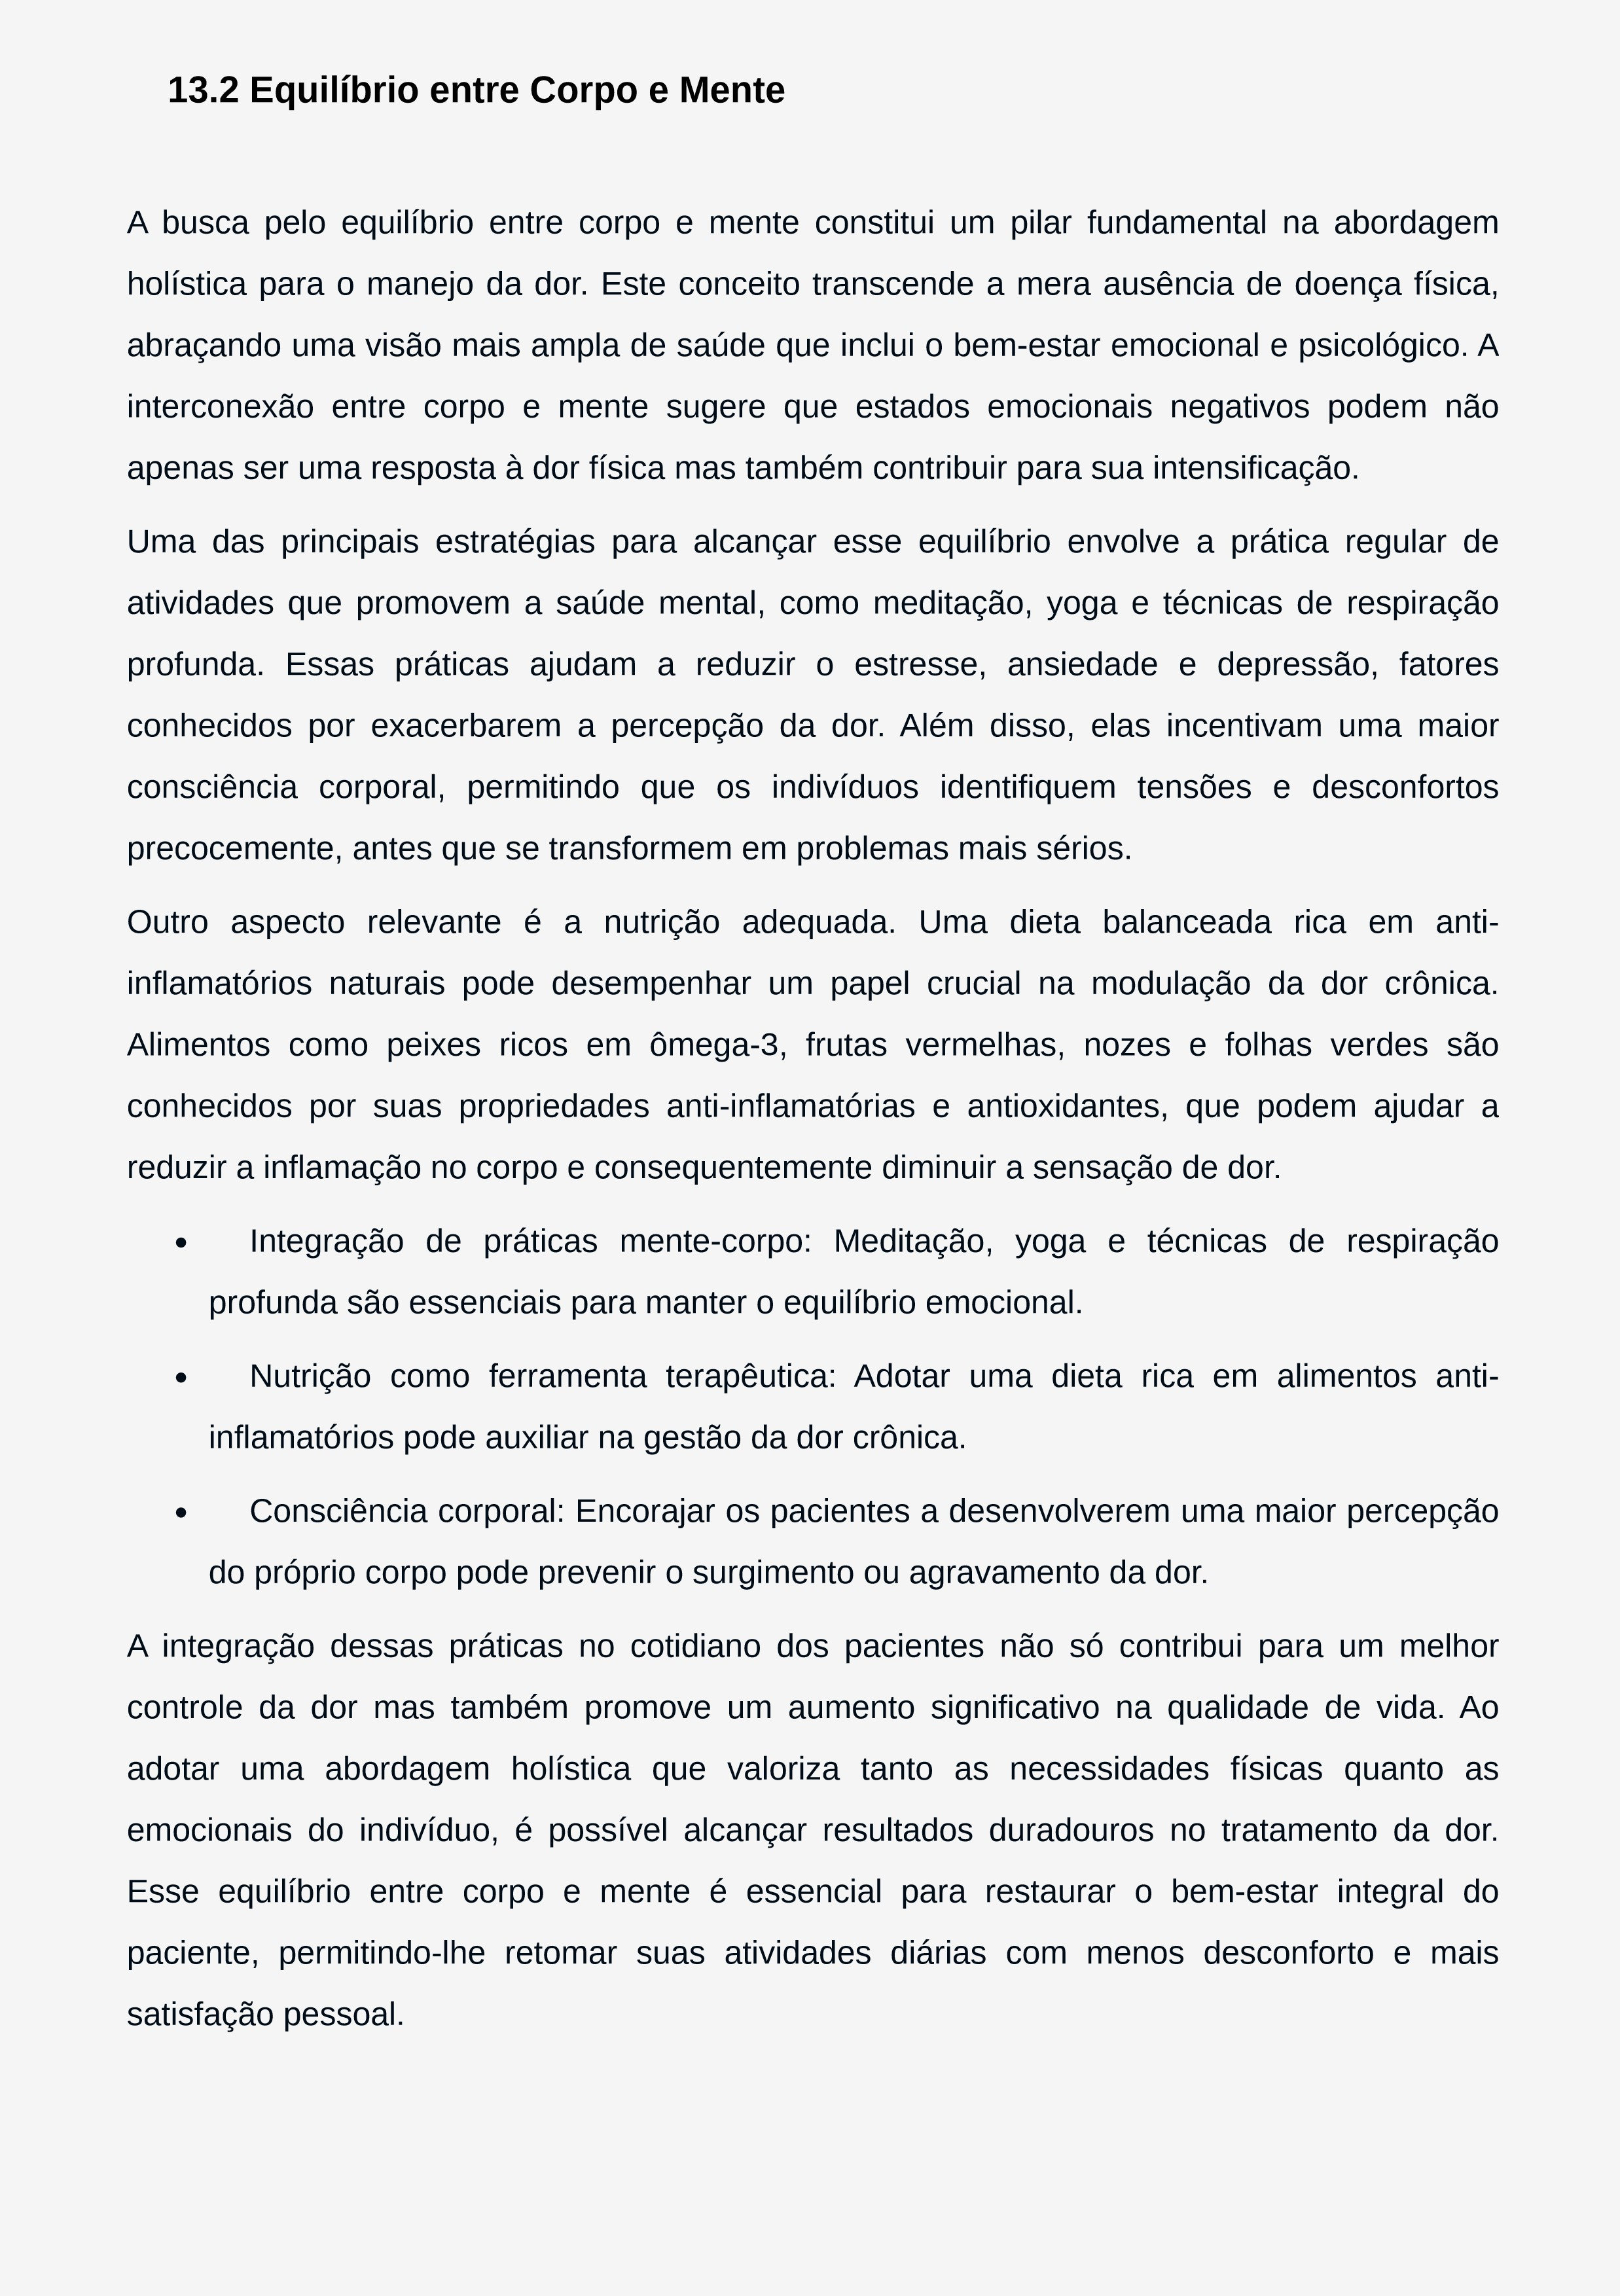 13.2 Equilíbrio entre Corpo e Mente
A busca pelo equilíbrio entre corpo e mente constitui um pilar fundamental na abordagem
holística para o manejo da dor. Este conceito transcende a mera ausência de doença física,
abraçando uma visão mais ampla de saúde que inclui o bem-estar emocional e psicológico. A
interconexão entre corpo e mente sugere que estados emocionais negativos podem não
apenas ser uma resposta à dor física mas também contribuir para sua intensificação.
Uma das principais estratégias para alcançar esse equilíbrio envolve a prática regular de
atividades que promovem a saúde mental, como meditação, yoga e técnicas de respiração
profunda. Essas práticas ajudam a reduzir o estresse, ansiedade e depressão, fatores
conhecidos por exacerbarem a percepção da dor. Além disso, elas incentivam uma maior
consciência corporal, permitindo que os indivíduos identifiquem tensões e desconfortos
precocemente, antes que se transformem em problemas mais sérios.
Outro aspecto relevante é a nutrição adequada. Uma dieta balanceada rica em anti-
inflamatórios naturais pode desempenhar um papel crucial na modulação da dor crônica.
Alimentos como peixes ricos em ômega-3, frutas vermelhas, nozes e folhas verdes são
conhecidos por suas propriedades anti-inflamatórias e antioxidantes, que podem ajudar a
reduzir a inflamação no corpo e consequentemente diminuir a sensação de dor.
• Integração de práticas mente-corpo: Meditação, yoga e técnicas de respiração
profunda são essenciais para manter o equilíbrio emocional.
• Nutrição como ferramenta terapêutica: Adotar uma dieta rica em alimentos anti-
inflamatórios pode auxiliar na gestão da dor crônica.
• Consciência corporal: Encorajar os pacientes a desenvolverem uma maior percepção
do próprio corpo pode prevenir o surgimento ou agravamento da dor.
A integração dessas práticas no cotidiano dos pacientes não só contribui para um melhor
controle da dor mas também promove um aumento significativo na qualidade de vida. Ao
adotar uma abordagem holística que valoriza tanto as necessidades físicas quanto as
emocionais do indivíduo, é possível alcançar resultados duradouros no tratamento da dor.
Esse equilíbrio entre corpo e mente é essencial para restaurar o bem-estar integral do
paciente, permitindo-lhe retomar suas atividades diárias com menos desconforto e mais
satisfação pessoal.